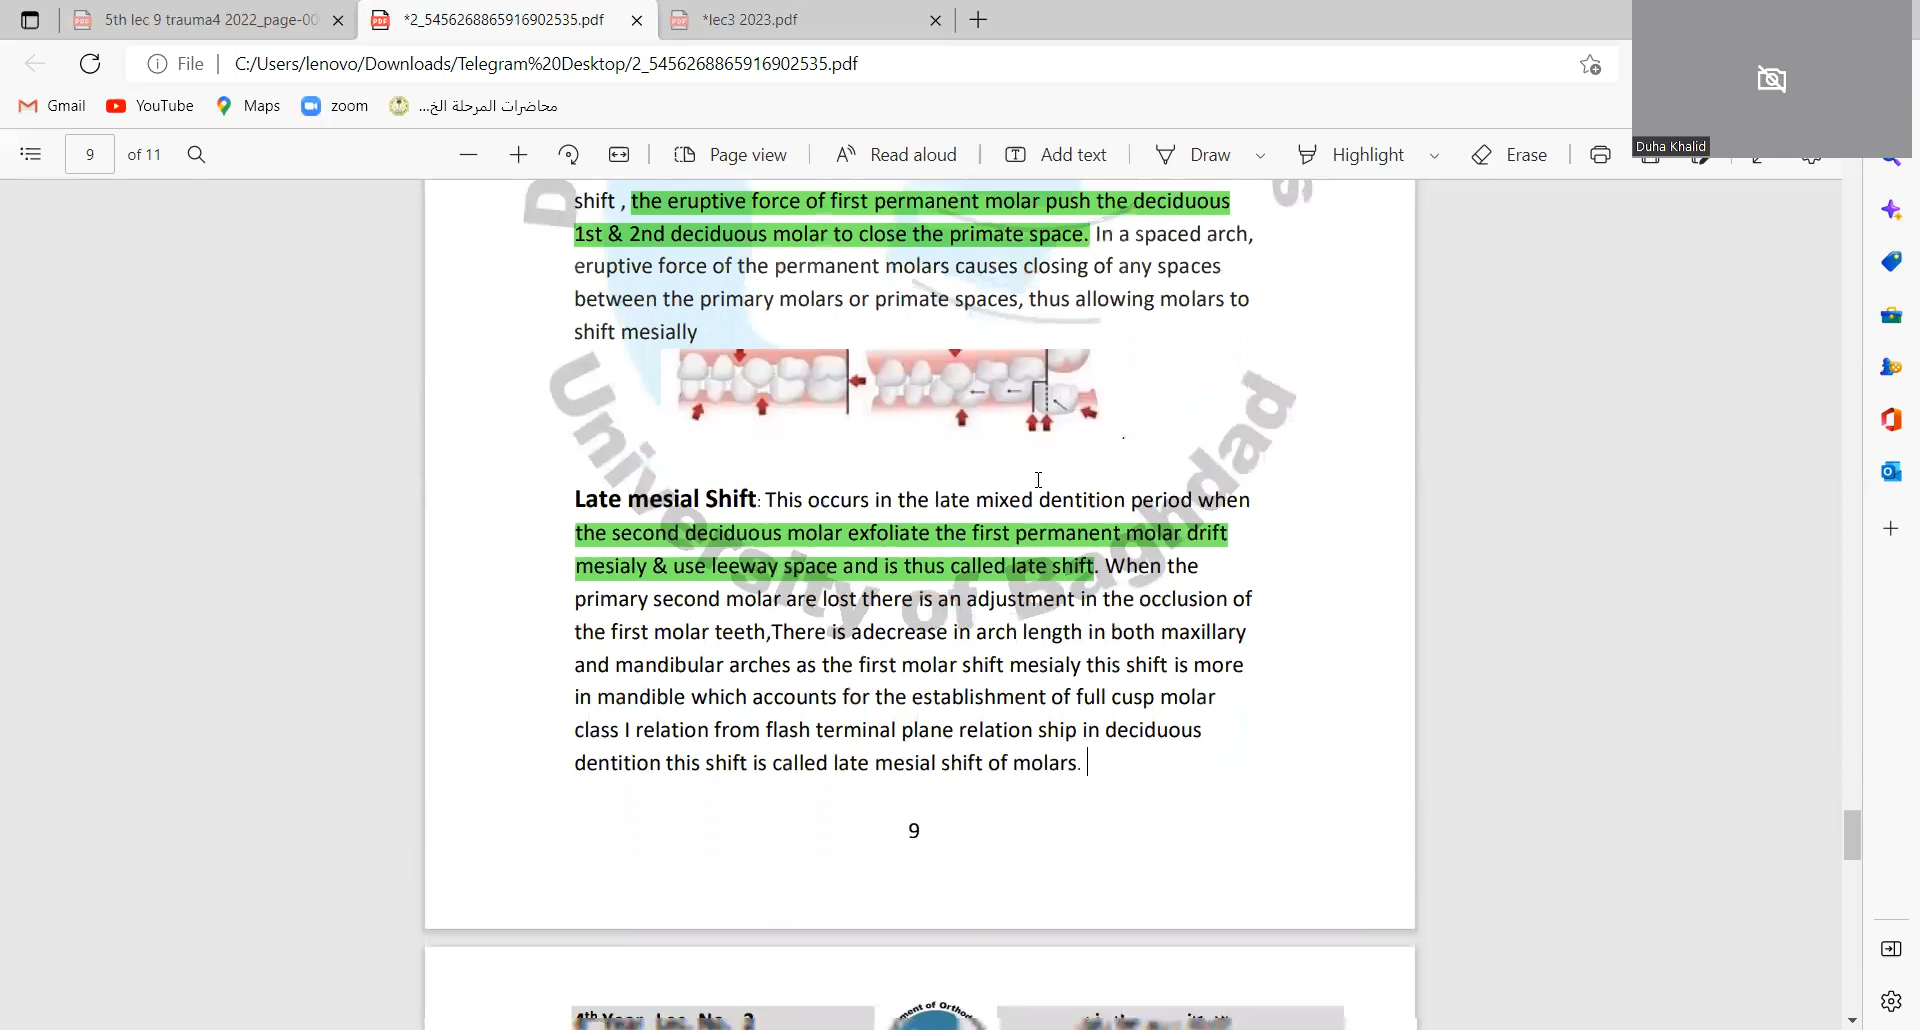 5th lec 9 trauma4 2022_page-00
*2_5456268865916902535.pdf
*lec3 2023.pdf
File
C:/Users/lenovo/Downloads/Telegram%20Desktop/2_5456268865916902535.pdf
Gmail
YouTube
Maps
zoom
محاضرات المرحلة الخ...
Duha Khalid
9
of 11
Page view
Read aloud
Add text
Draw
Highlight
Erase
shift , the eruptive force of first permanent molar push the deciduous
1st & 2nd deciduous molar to close the primate space. In a spaced arch,
eruptive force of the permanent molars causes closing of any spaces
between the primary molars or primate spaces, thus allowing molars to
shift mesially
Late mesial Shift: This occurs in the late mixed dentition period when
the second deciduous molar exfoliate the first permanent molar drift
mesialy & use leeway space and is thus called late shift. When the
primary second molar are lost there is an adjustment in the occlusion of
the first molar teeth,There is adecrease in arch length in both maxillary
and mandibular arches as the first molar shift mesialy this shift is more
in mandible which accounts for the establishment of full cusp molar
class I relation from flash terminal plane relation ship in deciduous
dentition this shift is called late mesial shift of molars.
University of Baghdad
9
ment of Orthod
4th Year